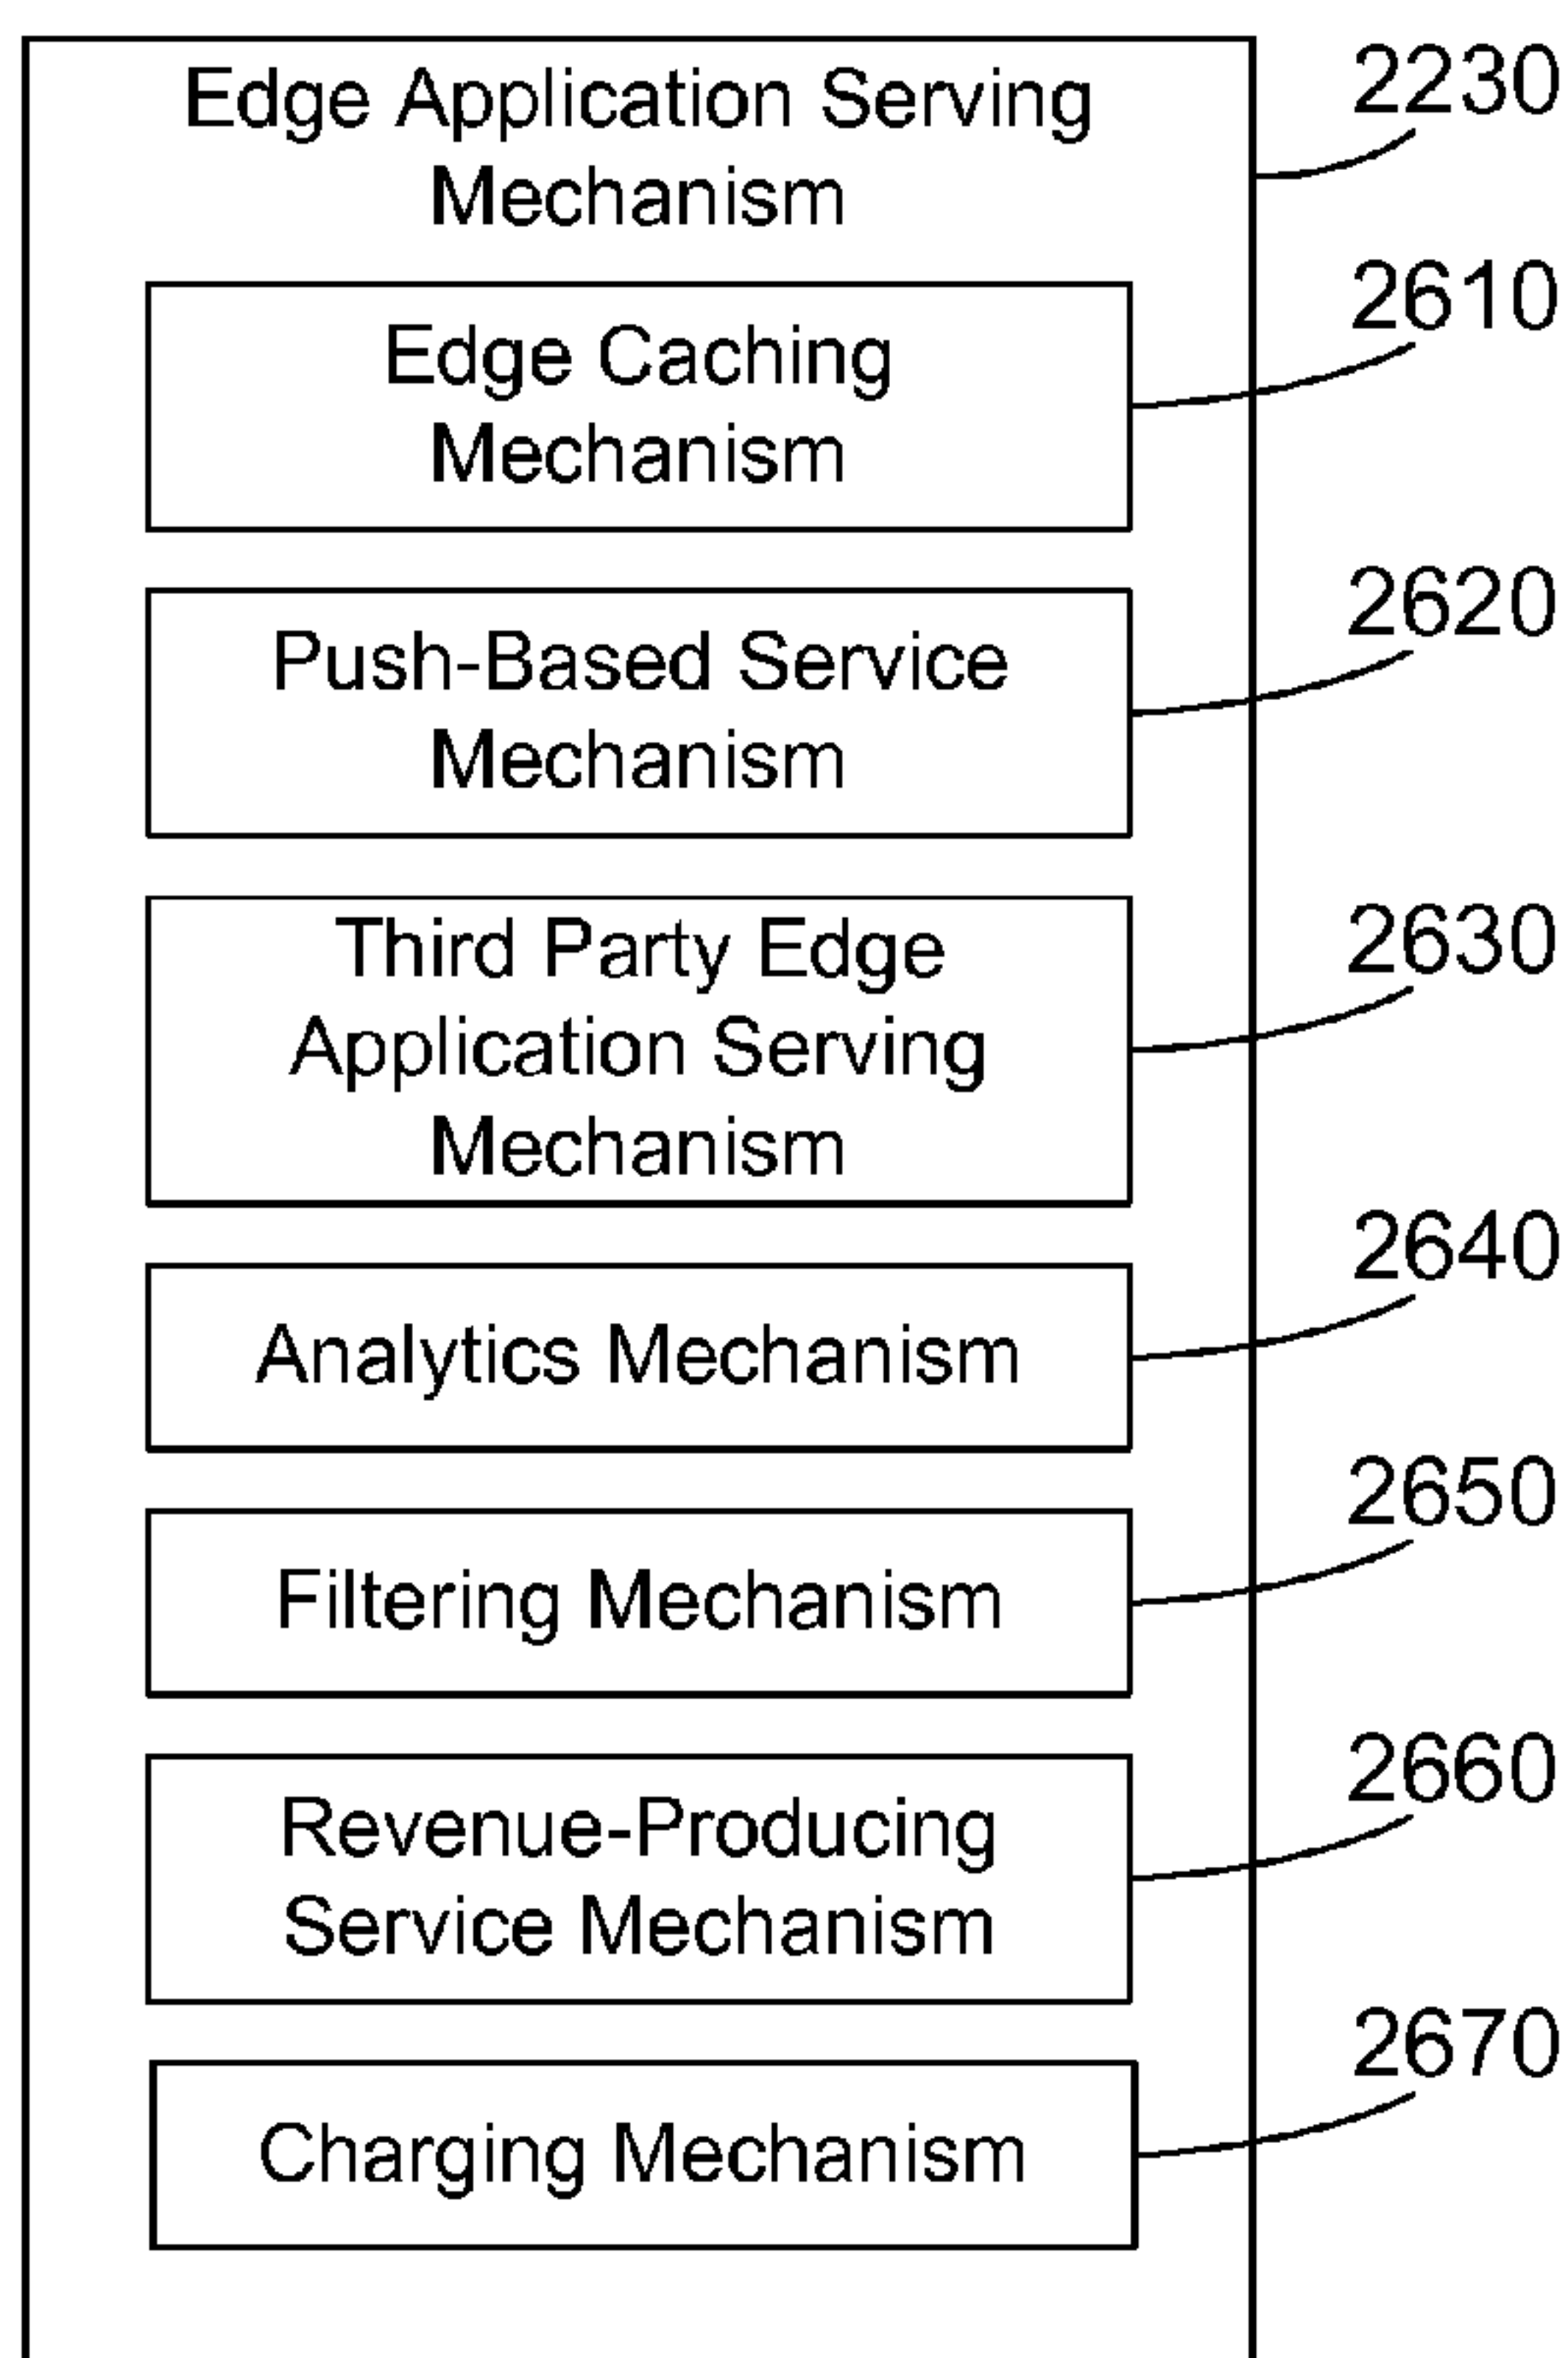 Edge Application Serving
Mechanism
2230
Edge Caching
Mechanism
2610
Push-Based Service
Mechanism
2620
Third Party Edge
Application Serving
Mechanism
2630
Analytics Mechanism
2640
Filtering Mechanism
2650
Revenue-Producing
Service Mechanism
2660
Charging Mechanism
2670